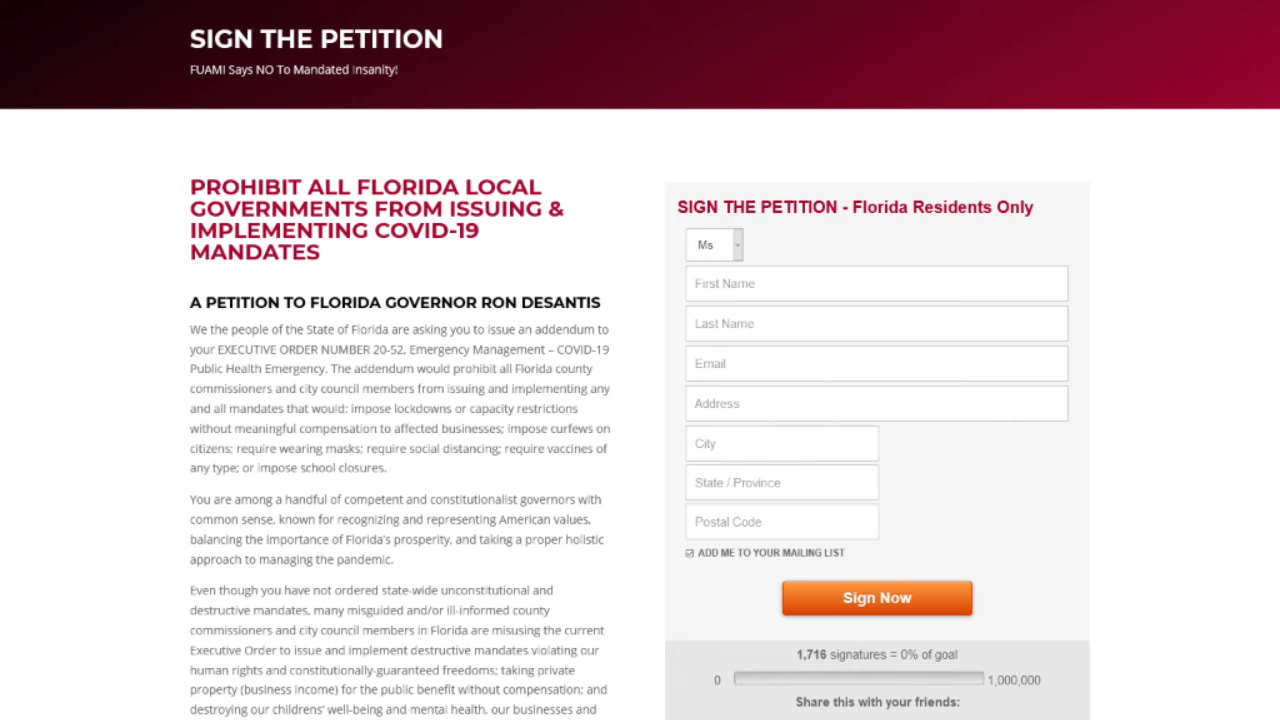 SIGN THE PETITION
FUAMI Says NO To Mandated Insanity!
PROHIBIT ALL FLORIDA LOCAL
GOVERNMENTS FROM ISSUING &
IMPLEMENTING COVID-19
MANDATES
A PETITION TO FLORIDA GOVERNOR RON DESANTIS
We the people of the State of Florida are asking you to issue an addendum to
your EXECUTIVE ORDER NUMBER 20-52, Emergency Management – COVID-19
Public Health Emergency. The addendum would prohibit all Florida county
commissioners and city council members from issuing and implementing any
and all mandates that would: impose lockdowns or capacity restrictions
without meaningful compensation to affected businesses; impose curfews on
citizens; require wearing masks; require social distancing; require vaccines of
any type; or impose school closures.
You are among a handful of competent and constitutionalist governors with
common sense, known for recognizing and representing American values,
balancing the importance of Florida's prosperity, and taking a proper holistic
approach to managing the pandemic.
Even though you have not ordered state-wide unconstitutional and
destructive mandates, many misguided and/or ill-informed county
commissioners and city council members in Florida are misusing the current
Executive Order to issue and implement destructive mandates violating our
human rights and constitutionally-guaranteed freedoms; taking private
property (business income) for the public benefit without compensation; and
destroying our childrens' well-being and mental health, our businesses and
SIGN THE PETITION - Florida Residents Only
Ms
First Name
Last Name
Email
Address
City
State / Province
Postal Code
ADD ME TO YOUR MAILING LIST
Sign Now
1,716 signatures = 0% of goal
0 1,000,000
Share this with your friends: